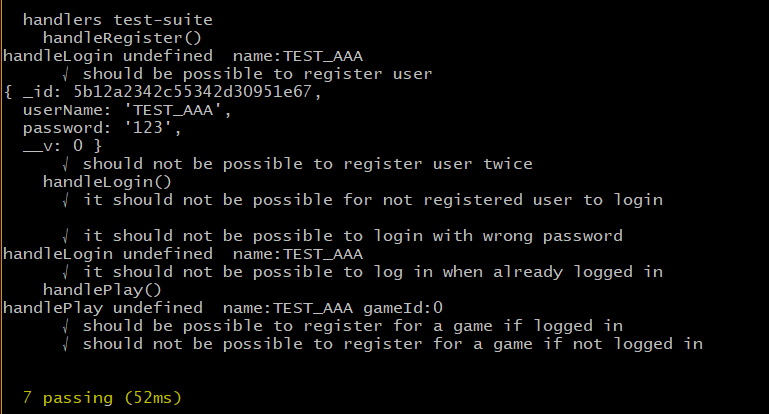 handlers test-suite
handleRegister()
handleLogin undefined  name:TEST_AAA
√ should be possible to register user
{ _id: 5b12a2342c55342d30951e67,
userName: 'TEST_AAA',
password: '123',
__v: 0 }
√ should not be possible to register user twice
handleLogin()
√ it should not be possible for not registered user to login
√ it should not be possible to login with wrong password
handleLogin undefined  name:TEST_AAA
√ it should not be possible to log in when already logged in
handlePlay()
handlePlay undefined  name:TEST_AAA gameId:0
√ should be possible to register for a game if logged in
√ should not be possible to register for a game if not logged in
7 passing (52ms)